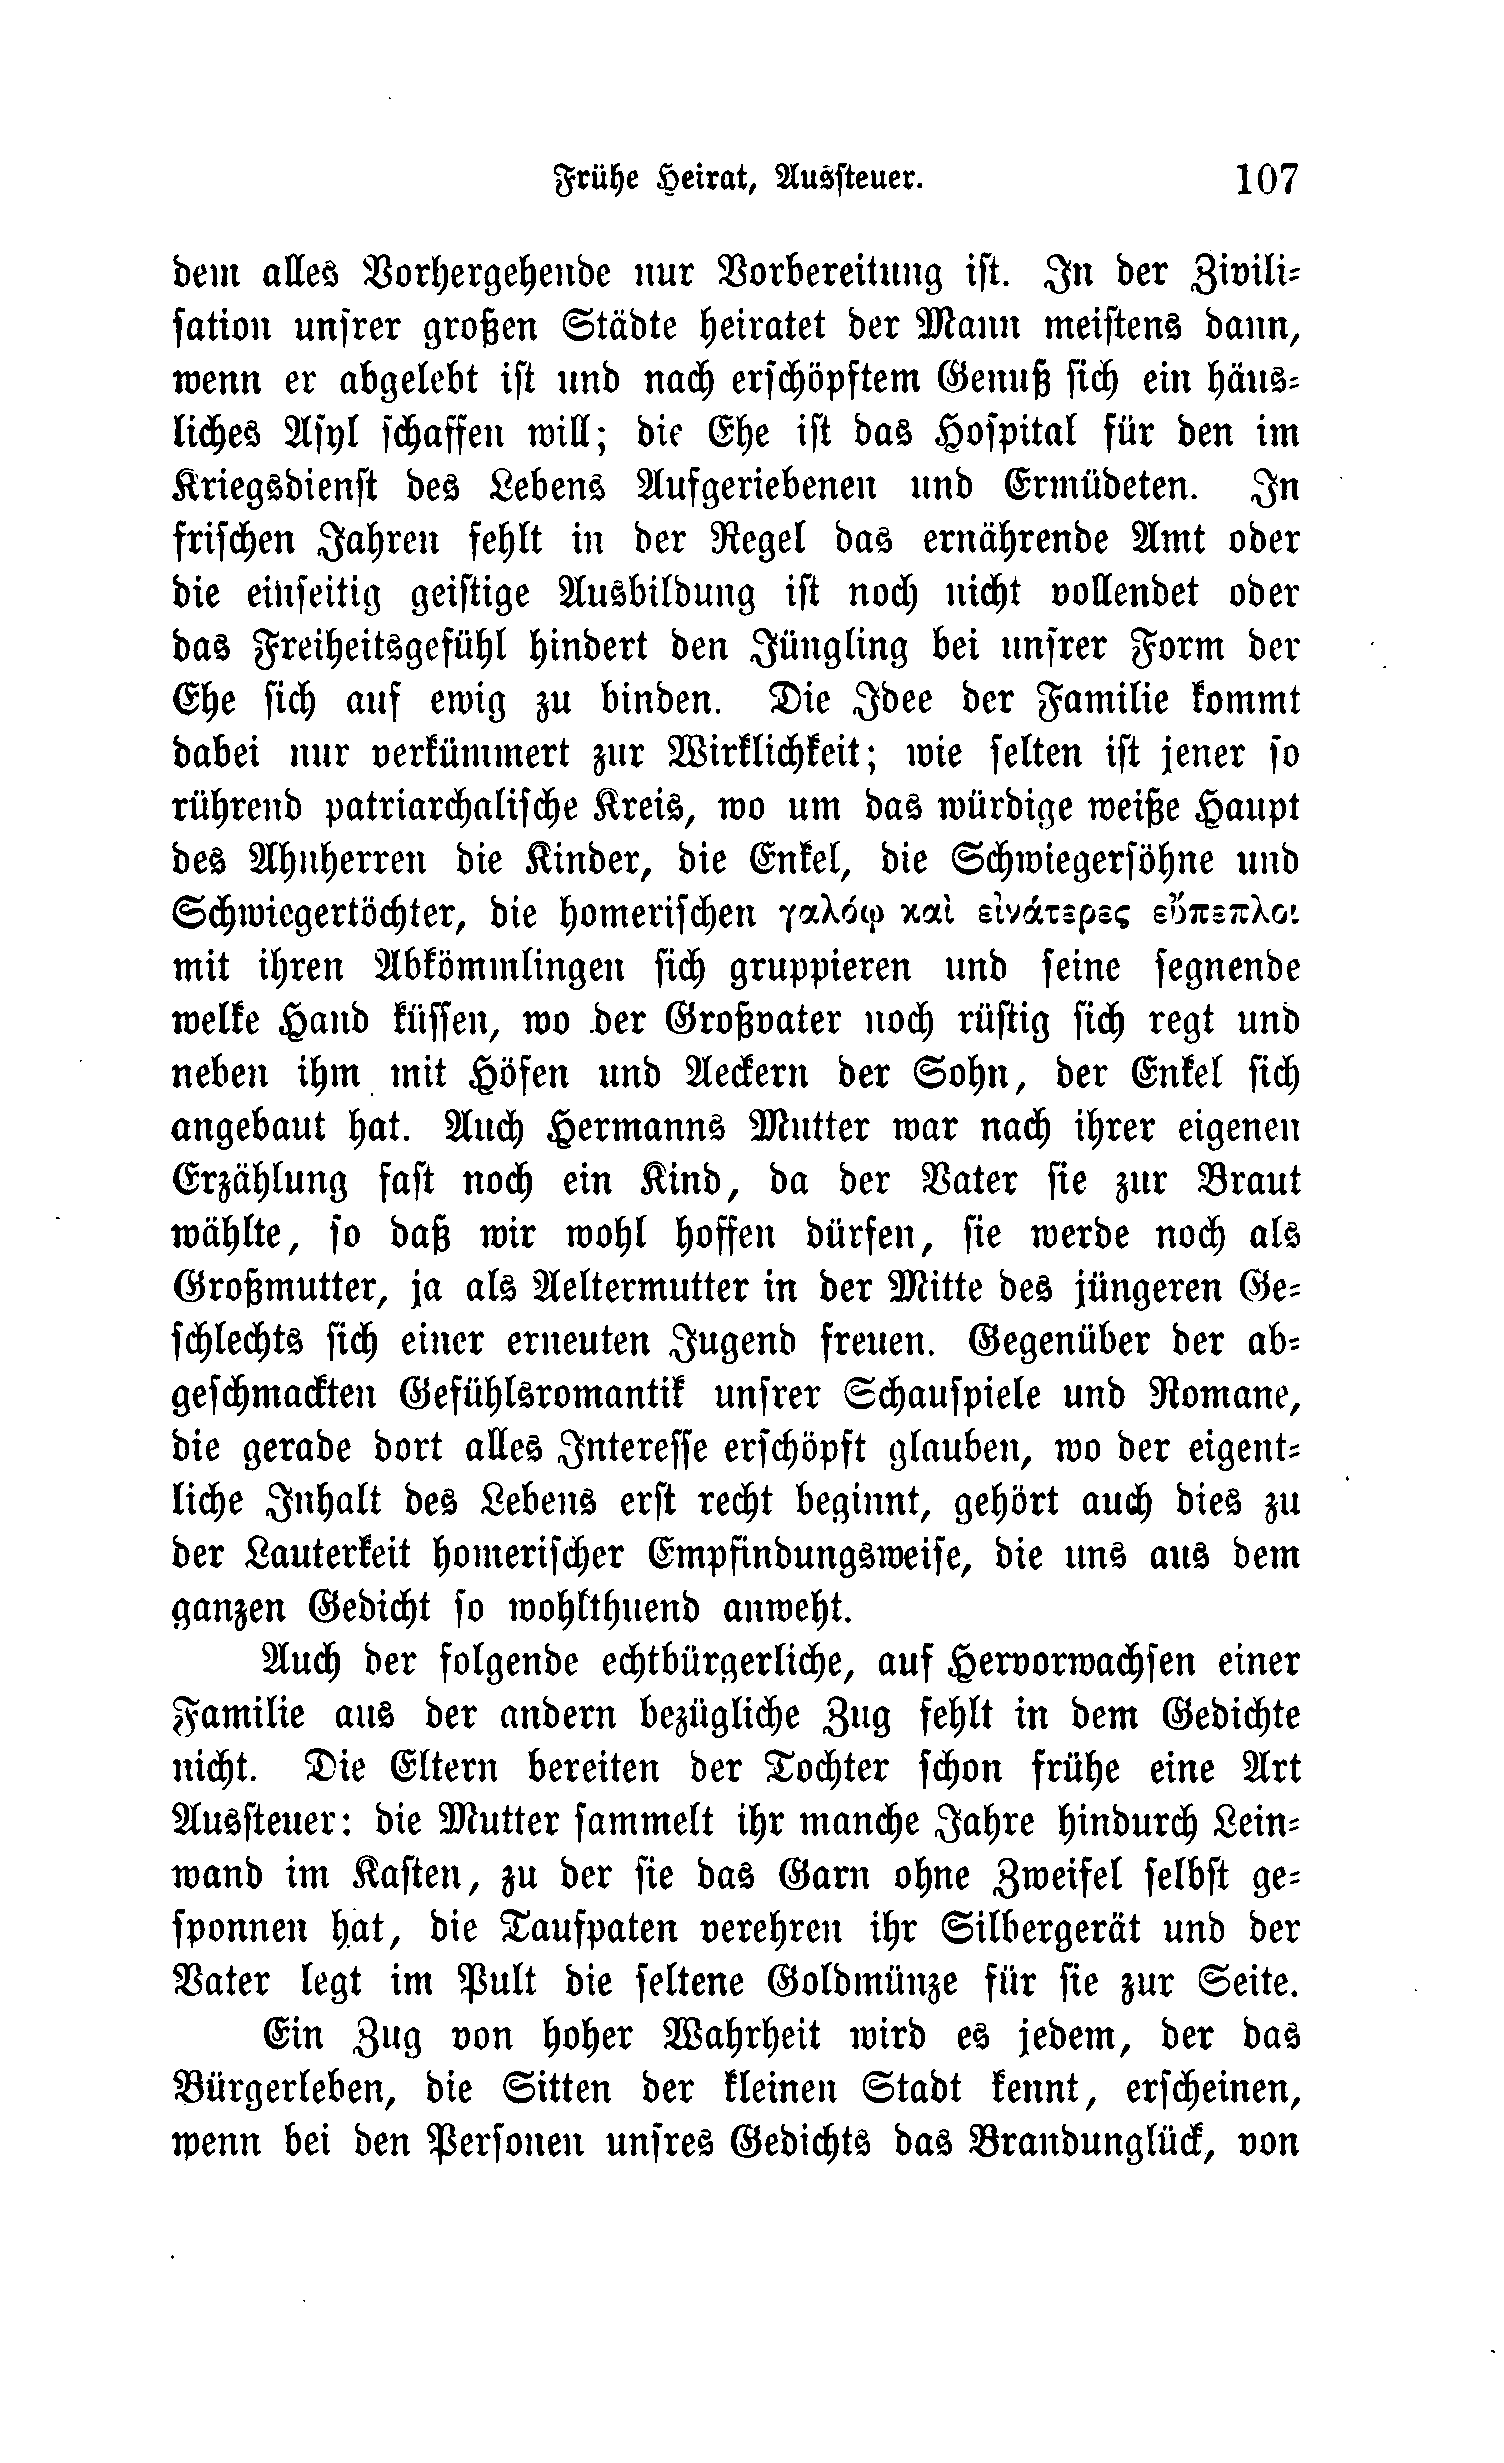 Frühe Heirat, Aussteuer. 107
dem alles Vorhergehende nur Vorbereitung ist. In der Zivili-
sation unsrer großen Städte heiratet der Mann meistens dann,
wenn er abgelebt ist und nach erschöpftem Genuß sich ein häus-
liches Asyl schaffen will; die Ehe ist das Hospital für den im
Kriegsdienst des Lebens Aufgeriebenen und Ermüdeten. In
frischen Jahren fehlt in der Regel das ernährende Amt oder
die einseitig geistige Ausbildung ist noch nicht vollendet oder
das Freiheitsgefühl hindert den Jüngling bei unsrer Form der
Ehe sich auf ewig zu binden. Die Idee der Familie kommt
dabei nur verkümmert zur Wirklichkeit; wie selten ist jener so
rührend patriarchalische Kreis, wo um das würdige weiße Haupt
des Ahnherren die Kinder, die Enkel, die Schwiegersöhne und
Schwiegertöchter, die homerischen γαλόῳ καὶ εἰνάτερες εὔπεπλοι
mit ihren Abkömmlingen sich gruppieren und seine segnende
welke Hand küssen, wo der Großvater noch rüstig sich regt und
neben ihm mit Höfen und Aeckern der Sohn, der Enkel sich
angebaut hat. Auch Hermanns Mutter war nach ihrer eigenen
Erzählung fast noch ein Kind, da der Vater sie zur Braut
wählte, so daß wir wohl hoffen dürfen, sie werde noch als
Großmutter, ja als Aeltermutter in der Mitte des jüngeren Ge-
schlechts sich einer erneuten Jugend freuen. Gegenüber der ab-
geschmackten Gefühlsromantik unsrer Schauspiele und Romane,
die gerade dort alles Interesse erschöpft glauben, wo der eigent-
liche Inhalt des Lebens erst recht beginnt, gehört auch dies zu
der Lauterkeit homerischer Empfindungsweise, die uns aus dem
ganzen Gedicht so wohlthuend anweht.
Auch der folgende echtbürgerliche, auf Hervorwachsen einer
Familie aus der andern bezügliche Zug fehlt in dem Gedichte
nicht. Die Eltern bereiten der Tochter schon frühe eine Art
Aussteuer: die Mutter sammelt ihr manche Jahre hindurch Lein-
wand im Kasten, zu der sie das Garn ohne Zweifel selbst ge-
sponnen hat, die Taufpaten verehren ihr Silbergerät und der
Vater legt im Pult die seltene Goldmünze für sie zur Seite.
Ein Zug von hoher Wahrheit wird es jedem, der das
Bürgerleben, die Sitten der kleinen Stadt kennt, erscheinen,
wenn bei den Personen unsres Gedichts das Brandunglück, von